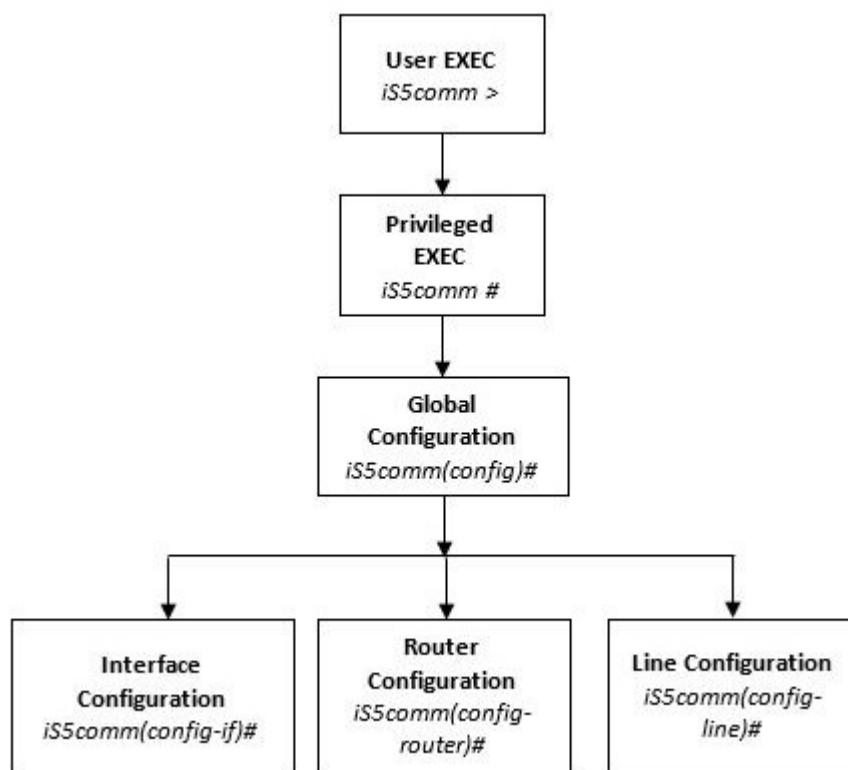 User EXEC
iS5comm >
Privileged
EXEC
iS5comm #
Global
Configuration
iS5comm(config)#
Interface
Configuration
iS5comm(config-if)#
Router
Configuration
iS5comm(config-
router)#
Line Configuration
iS5comm(config-
line)#